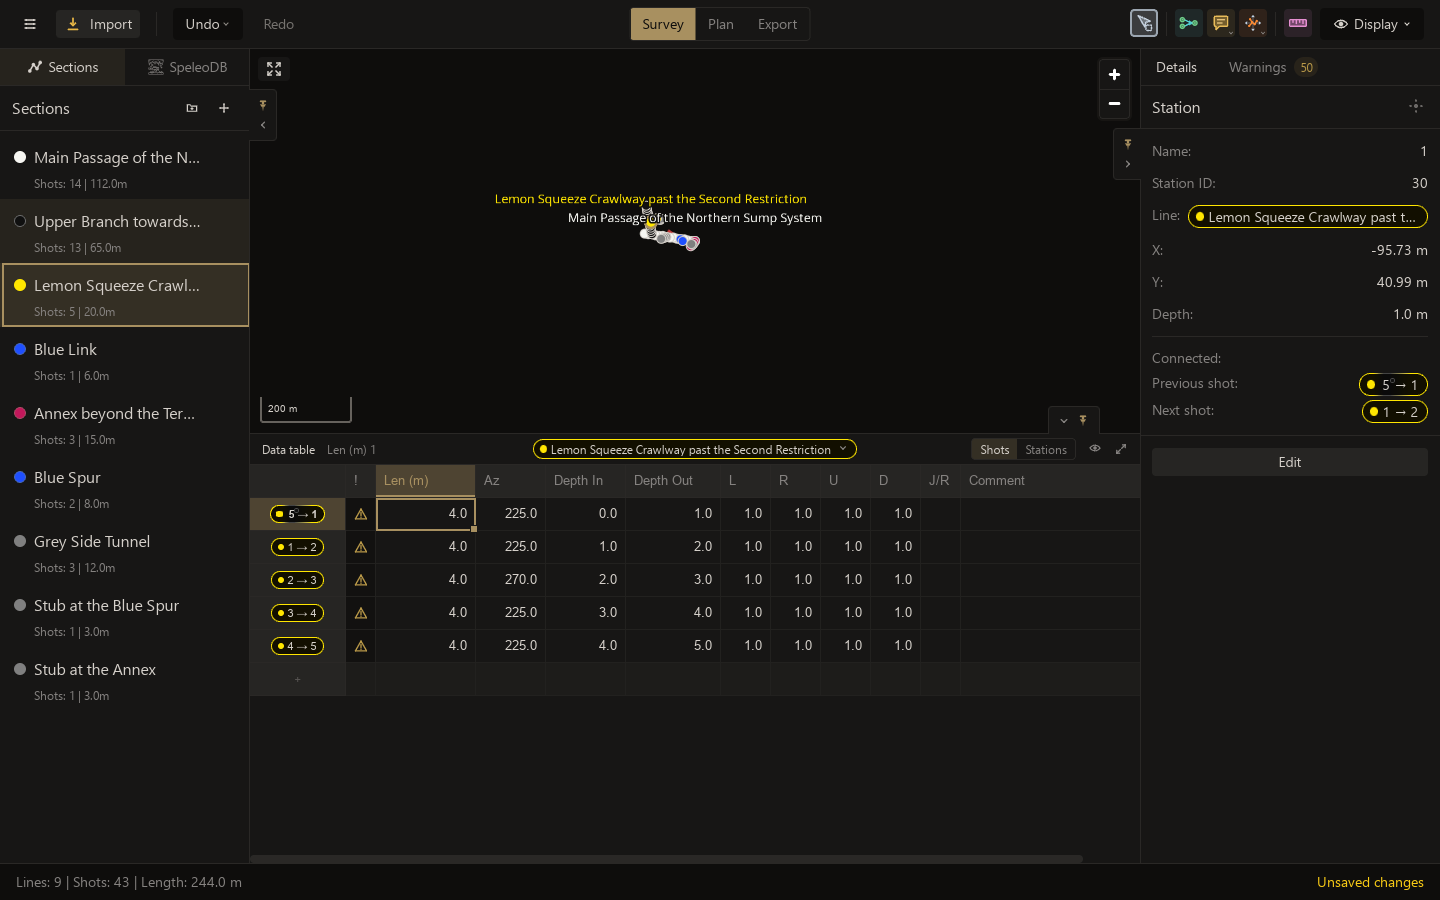 Import
Undo
Redo
Survey
Plan
Export
Display
Sections
SpeleoDB
Sections
Main Passage of the N...
Shots: 14 | 112.0m
Upper Branch towards...
Shots: 13 | 65.0m
Lemon Squeeze Crawl...
Shots: 5 | 20.0m
Blue Link
Shots: 1 | 6.0m
Annex beyond the Ter...
Shots: 3 | 15.0m
Blue Spur
Shots: 2 | 8.0m
Grey Side Tunnel
Shots: 3 | 12.0m
Stub at the Blue Spur
Shots: 1 | 3.0m
Stub at the Annex
Shots: 1 | 3.0m
Lemon Squeeze Crawlway past the Second Restriction
Main Passage of the Northern Sump System
200 m
Data table Len (m) 1
Lemon Squeeze Crawlway past the Second Restriction
Shots Stations
! Len (m) Az Depth In Depth Out L R U D J/R Comment
5 → 1 4.0 225.0 0.0 1.0 1.0 1.0 1.0 1.0
1 → 2 4.0 225.0 1.0 2.0 1.0 1.0 1.0 1.0
2 → 3 4.0 270.0 2.0 3.0 1.0 1.0 1.0 1.0
3 → 4 4.0 225.0 3.0 4.0 1.0 1.0 1.0 1.0
4 → 5 4.0 225.0 4.0 5.0 1.0 1.0 1.0 1.0
+
Details
Warnings 50
Station
Name: 1
Station ID: 30
Line: Lemon Squeeze Crawlway past t...
X: -95.73 m
Y: 40.99 m
Depth: 1.0 m
Connected:
Previous shot: 5 → 1
Next shot: 1 → 2
Edit
Lines: 9 | Shots: 43 | Length: 244.0 m
Unsaved changes